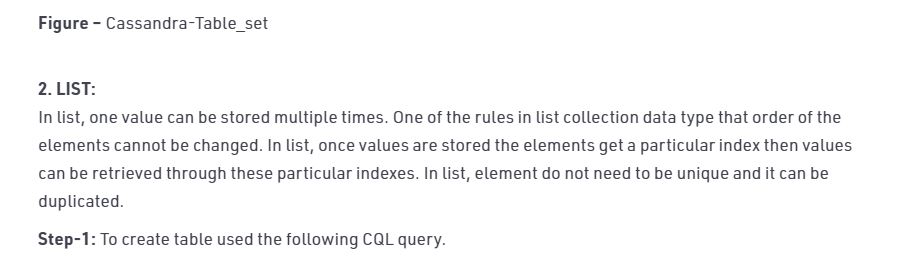 Figure – Cassandra-Table_set
2. LIST:
In list, one value can be stored multiple times. One of the rules in list collection data type that order of the
elements cannot be changed. In list, once values are stored the elements get a particular index then values
can be retrieved through these particular indexes. In list, element do not need to be unique and it can be
duplicated.
Step-1: To create table used the following CQL query.